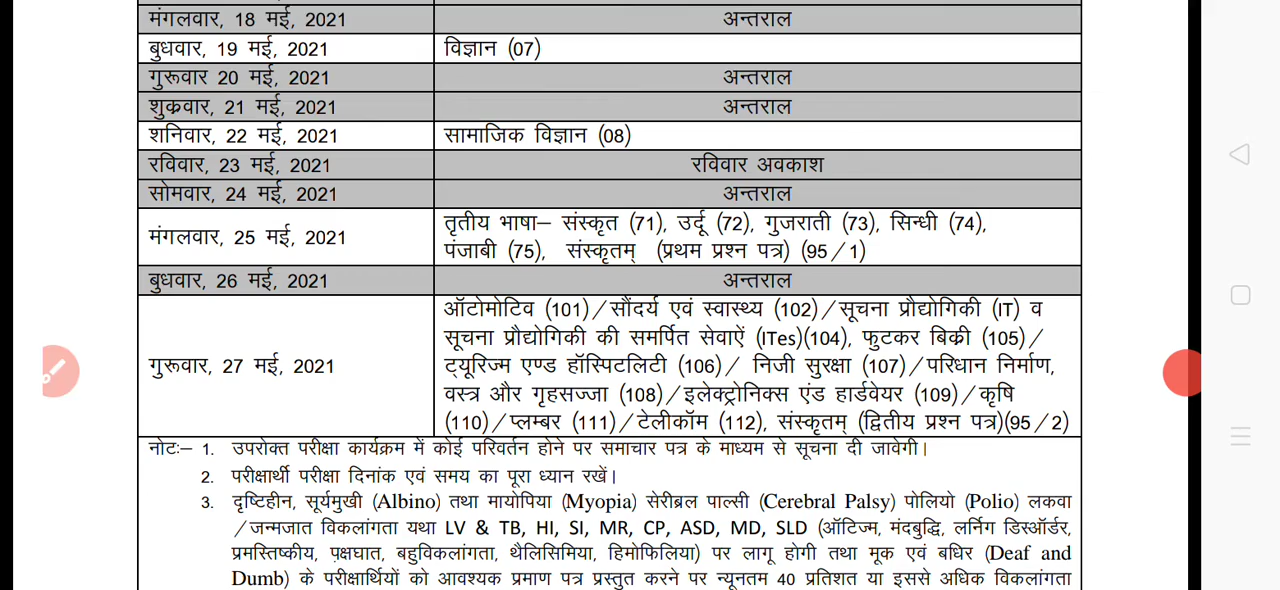 मंगलवार, 18 मई, 2021 अन्तराल
बुधवार, 19 मई, 2021 विज्ञान (07)
गुरूवार 20 मई, 2021 अन्तराल
शुक्रवार, 21 मई, 2021 अन्तराल
शनिवार, 22 मई, 2021 सामाजिक विज्ञान (08)
रविवार, 23 मई, 2021 रविवार अवकाश
सोमवार, 24 मई, 2021 अन्तराल
मंगलवार, 25 मई, 2021 तृतीय भाषा– संस्कृत (71), उर्दू (72), गुजराती (73), सिन्धी (74),
पंजाबी (75), संस्कृतम् (प्रथम प्रश्न पत्र) (95/1)
बुधवार, 26 मई, 2021 अन्तराल
ऑटोमोटिव (101)/सौंदर्य एवं स्वास्थ्य (102)/सूचना प्रौद्योगिकी (IT) व
सूचना प्रौद्योगिकी की समर्पित सेवाऐं (ITes)(104), फुटकर बिक्री (105)/
गुरूवार, 27 मई, 2021 ट्यूरिज्म एण्ड हॉस्पिटलिटी (106)/ निजी सुरक्षा (107)/परिधान निर्माण,
वस्त्र और गृहसज्जा (108)/इलेक्ट्रोनिक्स एंड हार्डवेयर (109)/कृषि
(110)/प्लम्बर (111)/टेलीकॉम (112), संस्कृतम् (द्वितीय प्रश्न पत्र)(95/2)
नोटः– 1. उपरोक्त परीक्षा कार्यक्रम में कोई परिवर्तन होने पर समाचार पत्र के माध्यम से सूचना दी जावेगी।
2. परीक्षार्थी परीक्षा दिनांक एवं समय का पूरा ध्यान रखें।
3. दृष्टिहीन, सूर्यमुखी (Albino) तथा मायोपिया (Myopia) सेरीब्रल पाल्सी (Cerebral Palsy) पोलियो (Polio) लकवा
/जन्मजात विकलांगता यथा LV & TB, HI, SI, MR, CP, ASD, MD, SLD (ऑटिज्म, मंदबुद्धि, लर्निग डिस्ऑर्डर,
प्रमस्तिष्कीय, पक्षघात, बहुविकलांगता, थैलिसिमिया, हिमोफिलिया) पर लागू होगी तथा मूक एवं बधिर (Deaf and
Dumb) के परीक्षार्थियों को आवश्यक प्रमाण पत्र प्रस्तुत करने पर न्यूनतम 40 प्रतिशत या इससे अधिक विकलांगता